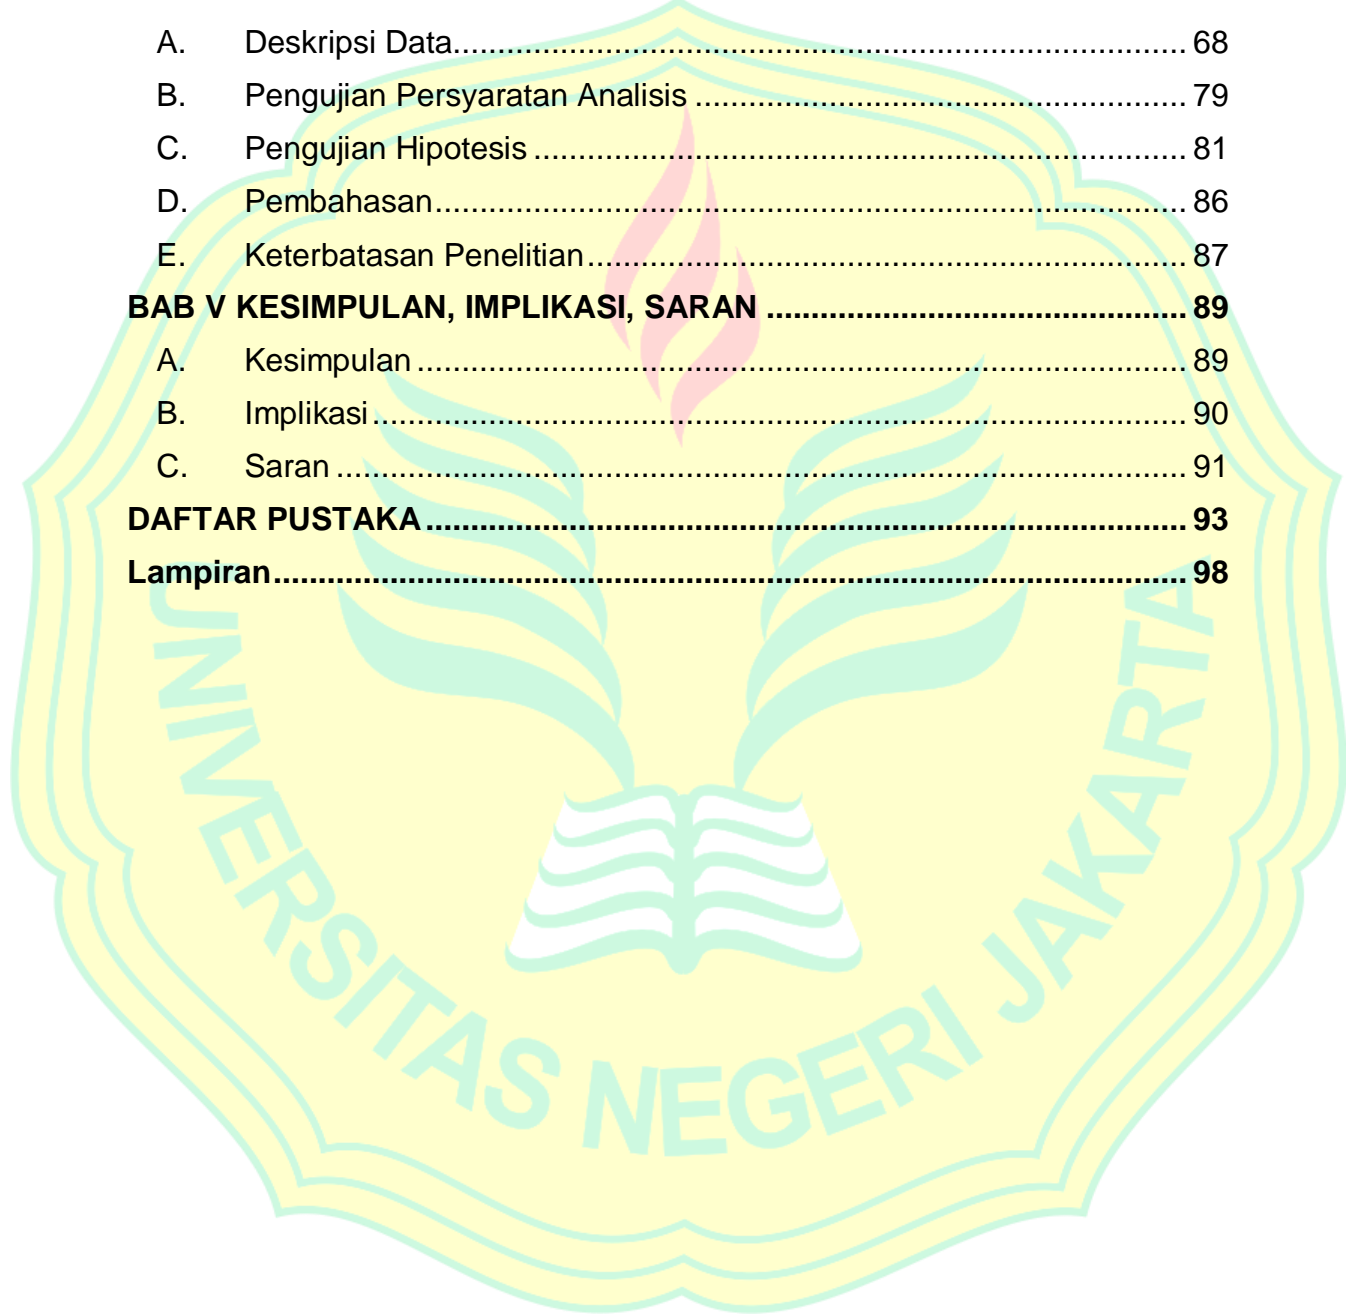 A. Deskripsi Data.......................................................................................... 68
B. Pengujian Persyaratan Analisis ............................................................ 79
C. Pengujian Hipotesis ................................................................................ 81
D. Pembahasan............................................................................................ 86
E. Keterbatasan Penelitian.......................................................................... 87
BAB V KESIMPULAN, IMPLIKASI, SARAN .............................................. 89
A. Kesimpulan .............................................................................................. 89
B. Implikasi ................................................................................................... 90
C. Saran ........................................................................................................ 91
DAFTAR PUSTAKA ..................................................................................... 93
Lampiran...................................................................................................... 98
UNIVERSITAS NEGERI JAKARTA